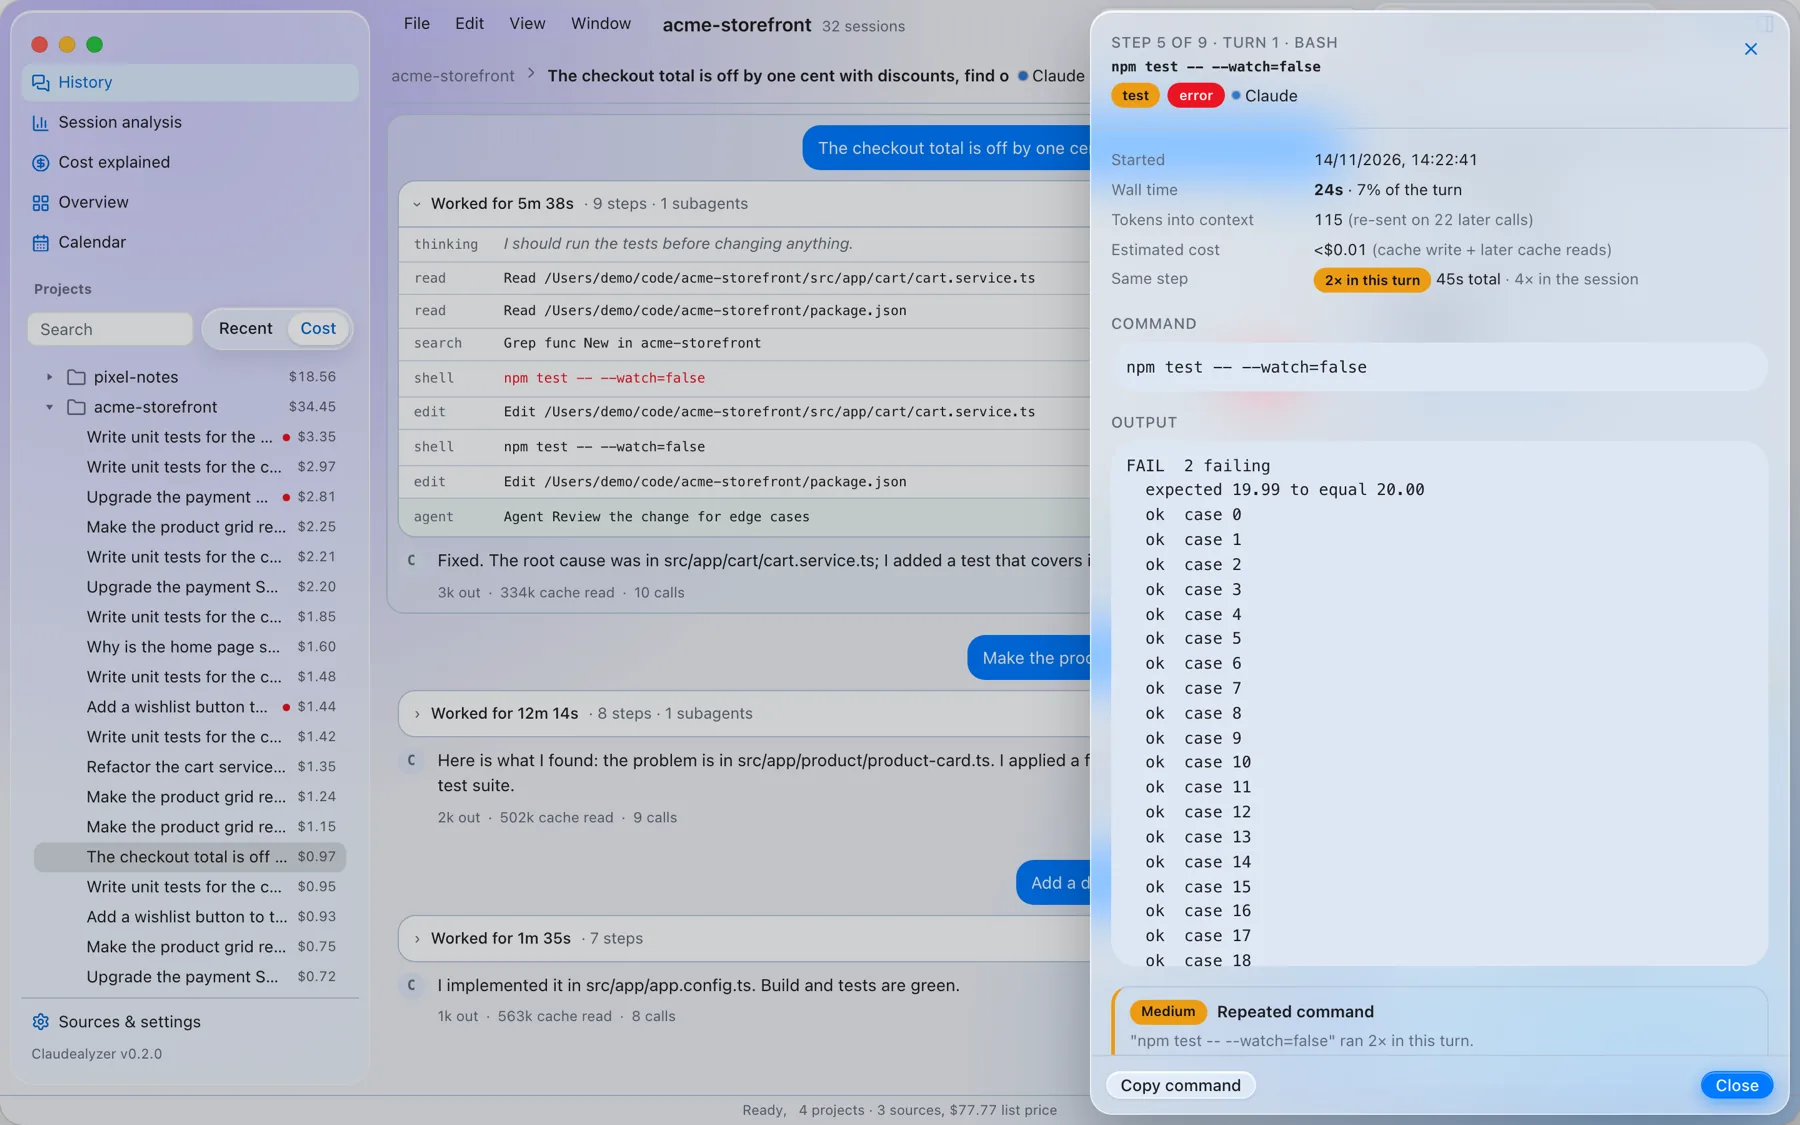 History
Session analysis
Cost explained
Overview
Calendar
Projects
Search
Recent Cost
pixel-notes $18.56
acme-storefront $34.45
Write unit tests for the ... $3.35
Write unit tests for the c... $2.97
Upgrade the payment ... $2.81
Make the product grid re... $2.25
Write unit tests for the c... $2.21
Upgrade the payment S... $2.20
Write unit tests for the c... $1.85
Why is the home page s... $1.60
Write unit tests for the c... $1.48
Add a wishlist button t... $1.44
Write unit tests for the c... $1.42
Refactor the cart service... $1.35
Make the product grid re... $1.24
Make the product grid re... $1.15
The checkout total is off ... $0.97
Write unit tests for the c... $0.95
Add a wishlist button to t... $0.93
Make the product grid re... $0.75
Upgrade the payment S... $0.72
Sources & settings
Claudealyzer v0.2.0
File Edit View Window acme-storefront 32 sessions
acme-storefront > The checkout total is off by one cent with discounts, find o Claude
The checkout total is off by one cen
Worked for 5m 38s · 9 steps · 1 subagents
thinking I should run the tests before changing anything.
read Read /Users/demo/code/acme-storefront/src/app/cart/cart.service.ts
read Read /Users/demo/code/acme-storefront/package.json
search Grep func New in acme-storefront
shell npm test -- --watch=false
edit Edit /Users/demo/code/acme-storefront/src/app/cart/cart.service.ts
shell npm test -- --watch=false
edit Edit /Users/demo/code/acme-storefront/package.json
agent Agent Review the change for edge cases
C Fixed. The root cause was in src/app/cart/cart.service.ts; I added a test that covers i
3k out · 334k cache read · 10 calls
Make the proc
Worked for 12m 14s · 8 steps · 1 subagents
C Here is what I found: the problem is in src/app/product/product-card.ts. I applied a f
test suite.
2k out · 502k cache read · 9 calls
Add a d
Worked for 1m 35s · 7 steps
C I implemented it in src/app/app.config.ts. Build and tests are green.
1k out · 563k cache read · 8 calls
Ready, 4 projects · 3 sources, $77.77 list price
STEP 5 OF 9 · TURN 1 · BASH
npm test -- --watch=false
test error Claude
Started 14/11/2026, 14:22:41
Wall time 24s · 7% of the turn
Tokens into context 115 (re-sent on 22 later calls)
Estimated cost <$0.01 (cache write + later cache reads)
Same step 2× in this turn 45s total · 4× in the session
COMMAND
npm test -- --watch=false
OUTPUT
FAIL 2 failing
expected 19.99 to equal 20.00
ok case 0
ok case 1
ok case 2
ok case 3
ok case 4
ok case 5
ok case 6
ok case 7
ok case 8
ok case 9
ok case 10
ok case 11
ok case 12
ok case 13
ok case 14
ok case 15
ok case 16
ok case 17
ok case 18
Medium Repeated command
"npm test -- --watch=false" ran 2× in this turn.
Copy command Close